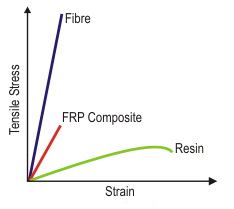 Fibre
FRP Composite
Resin
Tensile Stress
Strain